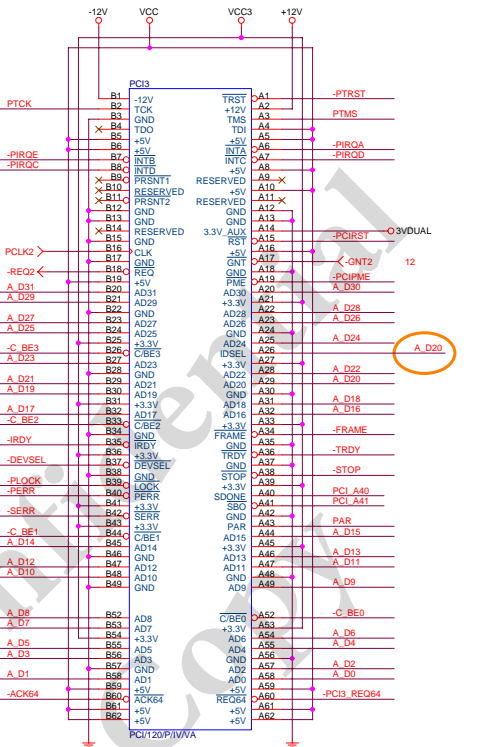 -12V VCC VCC3 +12V
PCI3
B1 -12V TRST A1 -PTRST
PTCK B2 TCK +12V A2
B3 GND TMS A3 PTMS
B4 TDO TDI A4
B5 +5V +5V A5
B6 +5V INTA A6 -PIRQA
-PIRQE B7 INTB INTC A7 -PIRQD
-PIRQC B8 INTD +5V A8
B9 PRSNT1 RESERVED A9
B10 RESERVED +5V A10
B11 PRSNT2 RESERVED A11
B12 GND GND A12
B13 GND GND A13
B14 RESERVED 3.3V_AUX A14 3VDUAL
B15 GND RST A15 -PCIRST
PCLK2 B16 CLK +5V A16
B17 GND GNT A17 -GNT2 12
-REQ2 B18 REQ GND A18
B19 +5V PME A19 -PCIPME
A_D31 B20 AD31 AD30 A20 A_D30
A_D29 B21 AD29 +3.3V A21
B22 GND AD28 A22 A_D28
A_D27 B23 AD27 AD26 A23 A_D26
A_D25 B24 AD25 GND A24
B25 +3.3V AD24 A25 A_D24
-C_BE3 B26 C/BE3 IDSEL A26 A_D20
A_D23 B27 AD23 +3.3V A27
B28 GND AD22 A28 A_D22
A_D21 B29 AD21 AD20 A29 A_D20
A_D19 B30 AD19 GND A30
B31 +3.3V AD18 A31 A_D18
A_D17 B32 AD17 AD16 A32 A_D16
-C_BE2 B33 C/BE2 +3.3V A33
B34 GND FRAME A34 -FRAME
-IRDY B35 IRDY GND A35
B36 +3.3V TRDY A36 -TRDY
-DEVSEL B37 DEVSEL GND A37
B38 GND STOP A38 -STOP
-PLOCK B39 LOCK +3.3V A39
-PERR B40 PERR SDONE A40 PCI_A40
B41 +3.3V SBO A41 PCI_A41
-SERR B42 SERR GND A42
B43 +3.3V PAR A43 PAR
-C_BE1 B44 C/BE1 AD15 A44 A_D15
A_D14 B45 AD14 +3.3V A45
B46 GND AD13 A46 A_D13
A_D12 B47 AD12 AD11 A47 A_D11
A_D10 B48 AD10 GND A48
B49 GND AD9 A49 A_D9
A_D8 B52 AD8 C/BE0 A52 -C_BE0
A_D7 B53 AD7 +3.3V A53
B54 +3.3V AD6 A54 A_D6
A_D5 B55 AD5 AD4 A55 A_D4
A_D3 B56 AD3 GND A56
B57 GND AD2 A57 A_D2
A_D1 B58 AD1 AD0 A58 A_D0
B59 +5V +5V A59
-ACK64 B60 ACK64 REQ64 A60 -PCI3_REQ64
B61 +5V +5V A61
B62 +5V +5V A62
PCI/120/P/IV/VA
nfidential
Copy